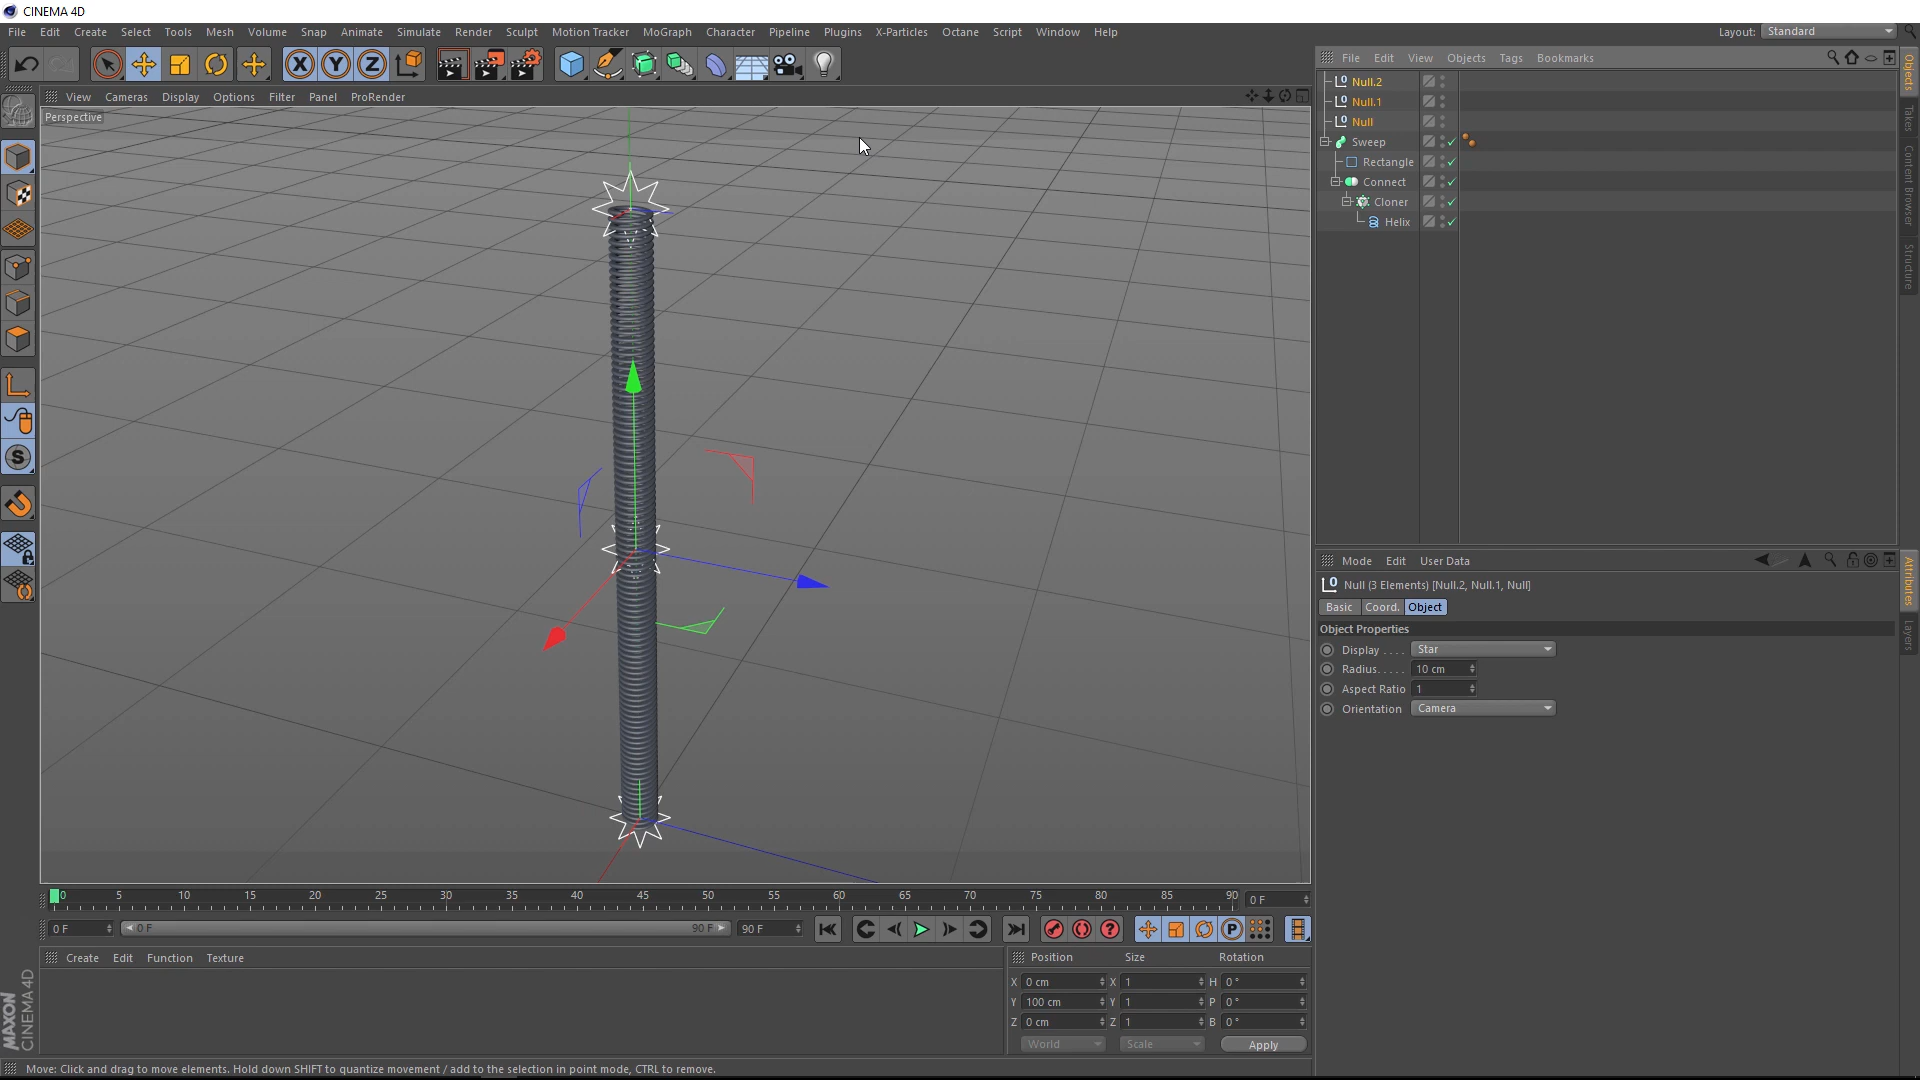 CINEMA 4D
File Edit Create Select Tools Mesh Volume Snap Animate Simulate Render Sculpt Motion Tracker MoGraph Character Pipeline Plugins X-Particles Octane Script Window Help Layout: Standard
X Y Z
File Edit View Objects Tags Bookmarks
View Cameras Display Options Filter Panel ProRender
Perspective
Null.2
Null.1
Null
Sweep
Rectangle
Connect
Cloner
Helix
Objects
Takes
Content Browser
Structure
Mode Edit User Data
Null (3 Elements) [Null.2, Null.1, Null]
Basic Coord. Object
Object Properties
Display . . . . Star
Radius. . . . . 10 cm
Aspect Ratio 1
Orientation Camera
Attributes
Layers
S
0 5 10 15 20 25 30 35 40 45 50 55 60 65 70 75 80 85 90 0 F
0 F 0 F 90 F 90 F P
Create Edit Function Texture
Position Size Rotation
X 0 cm X 1 H 0 °
Y 100 cm Y 1 P 0 °
Z 0 cm Z 1 B 0 °
World Scale Apply
MAXON
CINEMA 4D
Move: Click and drag to move elements. Hold down SHIFT to quantize movement / add to the selection in point mode, CTRL to remove.